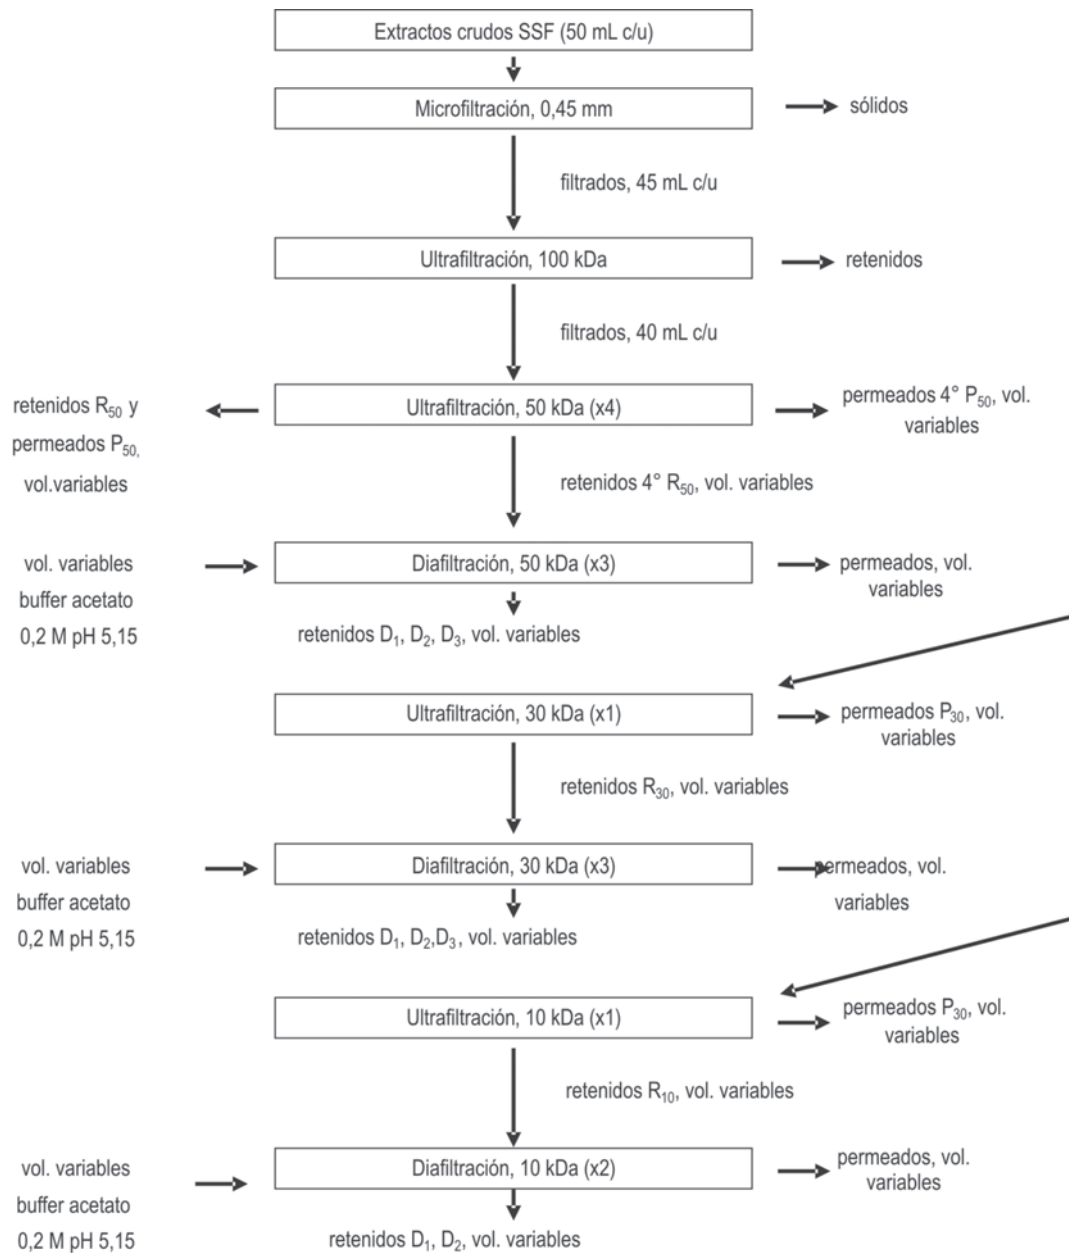 Extractos crudos SSF (50 mL c/u)
Microfiltración, 0,45 mm
sólidos
filtrados, 45 mL c/u
Ultrafiltración, 100 kDa
retenidos
filtrados, 40 mL c/u
retenidos R50 y
permeados P50,
vol.variables
Ultrafiltración, 50 kDa (x4)
permeados 4° P50, vol.
variables
retenidos 4° R50, vol. variables
vol. variables
buffer acetato
0,2 M pH 5,15
Diafiltración, 50 kDa (x3)
permeados, vol.
variables
retenidos D1, D2, D3, vol. variables
Ultrafiltración, 30 kDa (x1)
permeados P30, vol.
variables
retenidos R30, vol. variables
vol. variables
buffer acetato
0,2 M pH 5,15
Diafiltración, 30 kDa (x3)
permeados, vol.
variables
retenidos D1, D2,D3, vol. variables
Ultrafiltración, 10 kDa (x1)
permeados P30, vol.
variables
retenidos R10, vol. variables
vol. variables
buffer acetato
0,2 M pH 5,15
Diafiltración, 10 kDa (x2)
permeados, vol.
variables
retenidos D1, D2, vol. variables